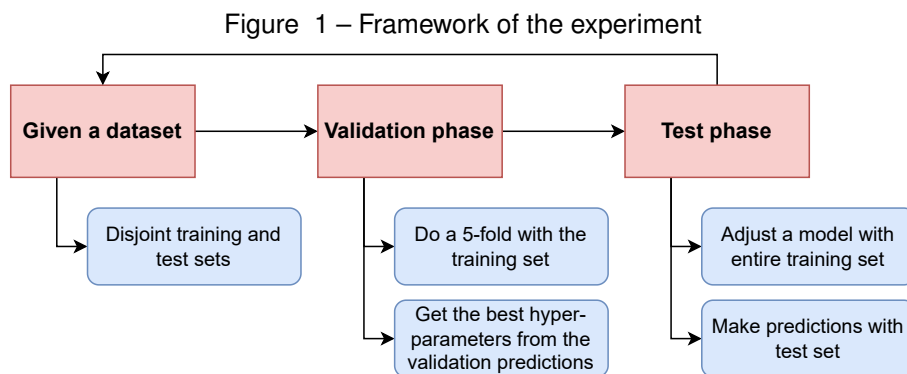 Figure 1 – Framework of the experiment
Given a dataset
Validation phase
Test phase
Disjoint training and
test sets
Do a 5-fold with the
training set
Adjust a model with
entire training set
Get the best hyper-
parameters from the
validation predictions
Make predictions with
test set